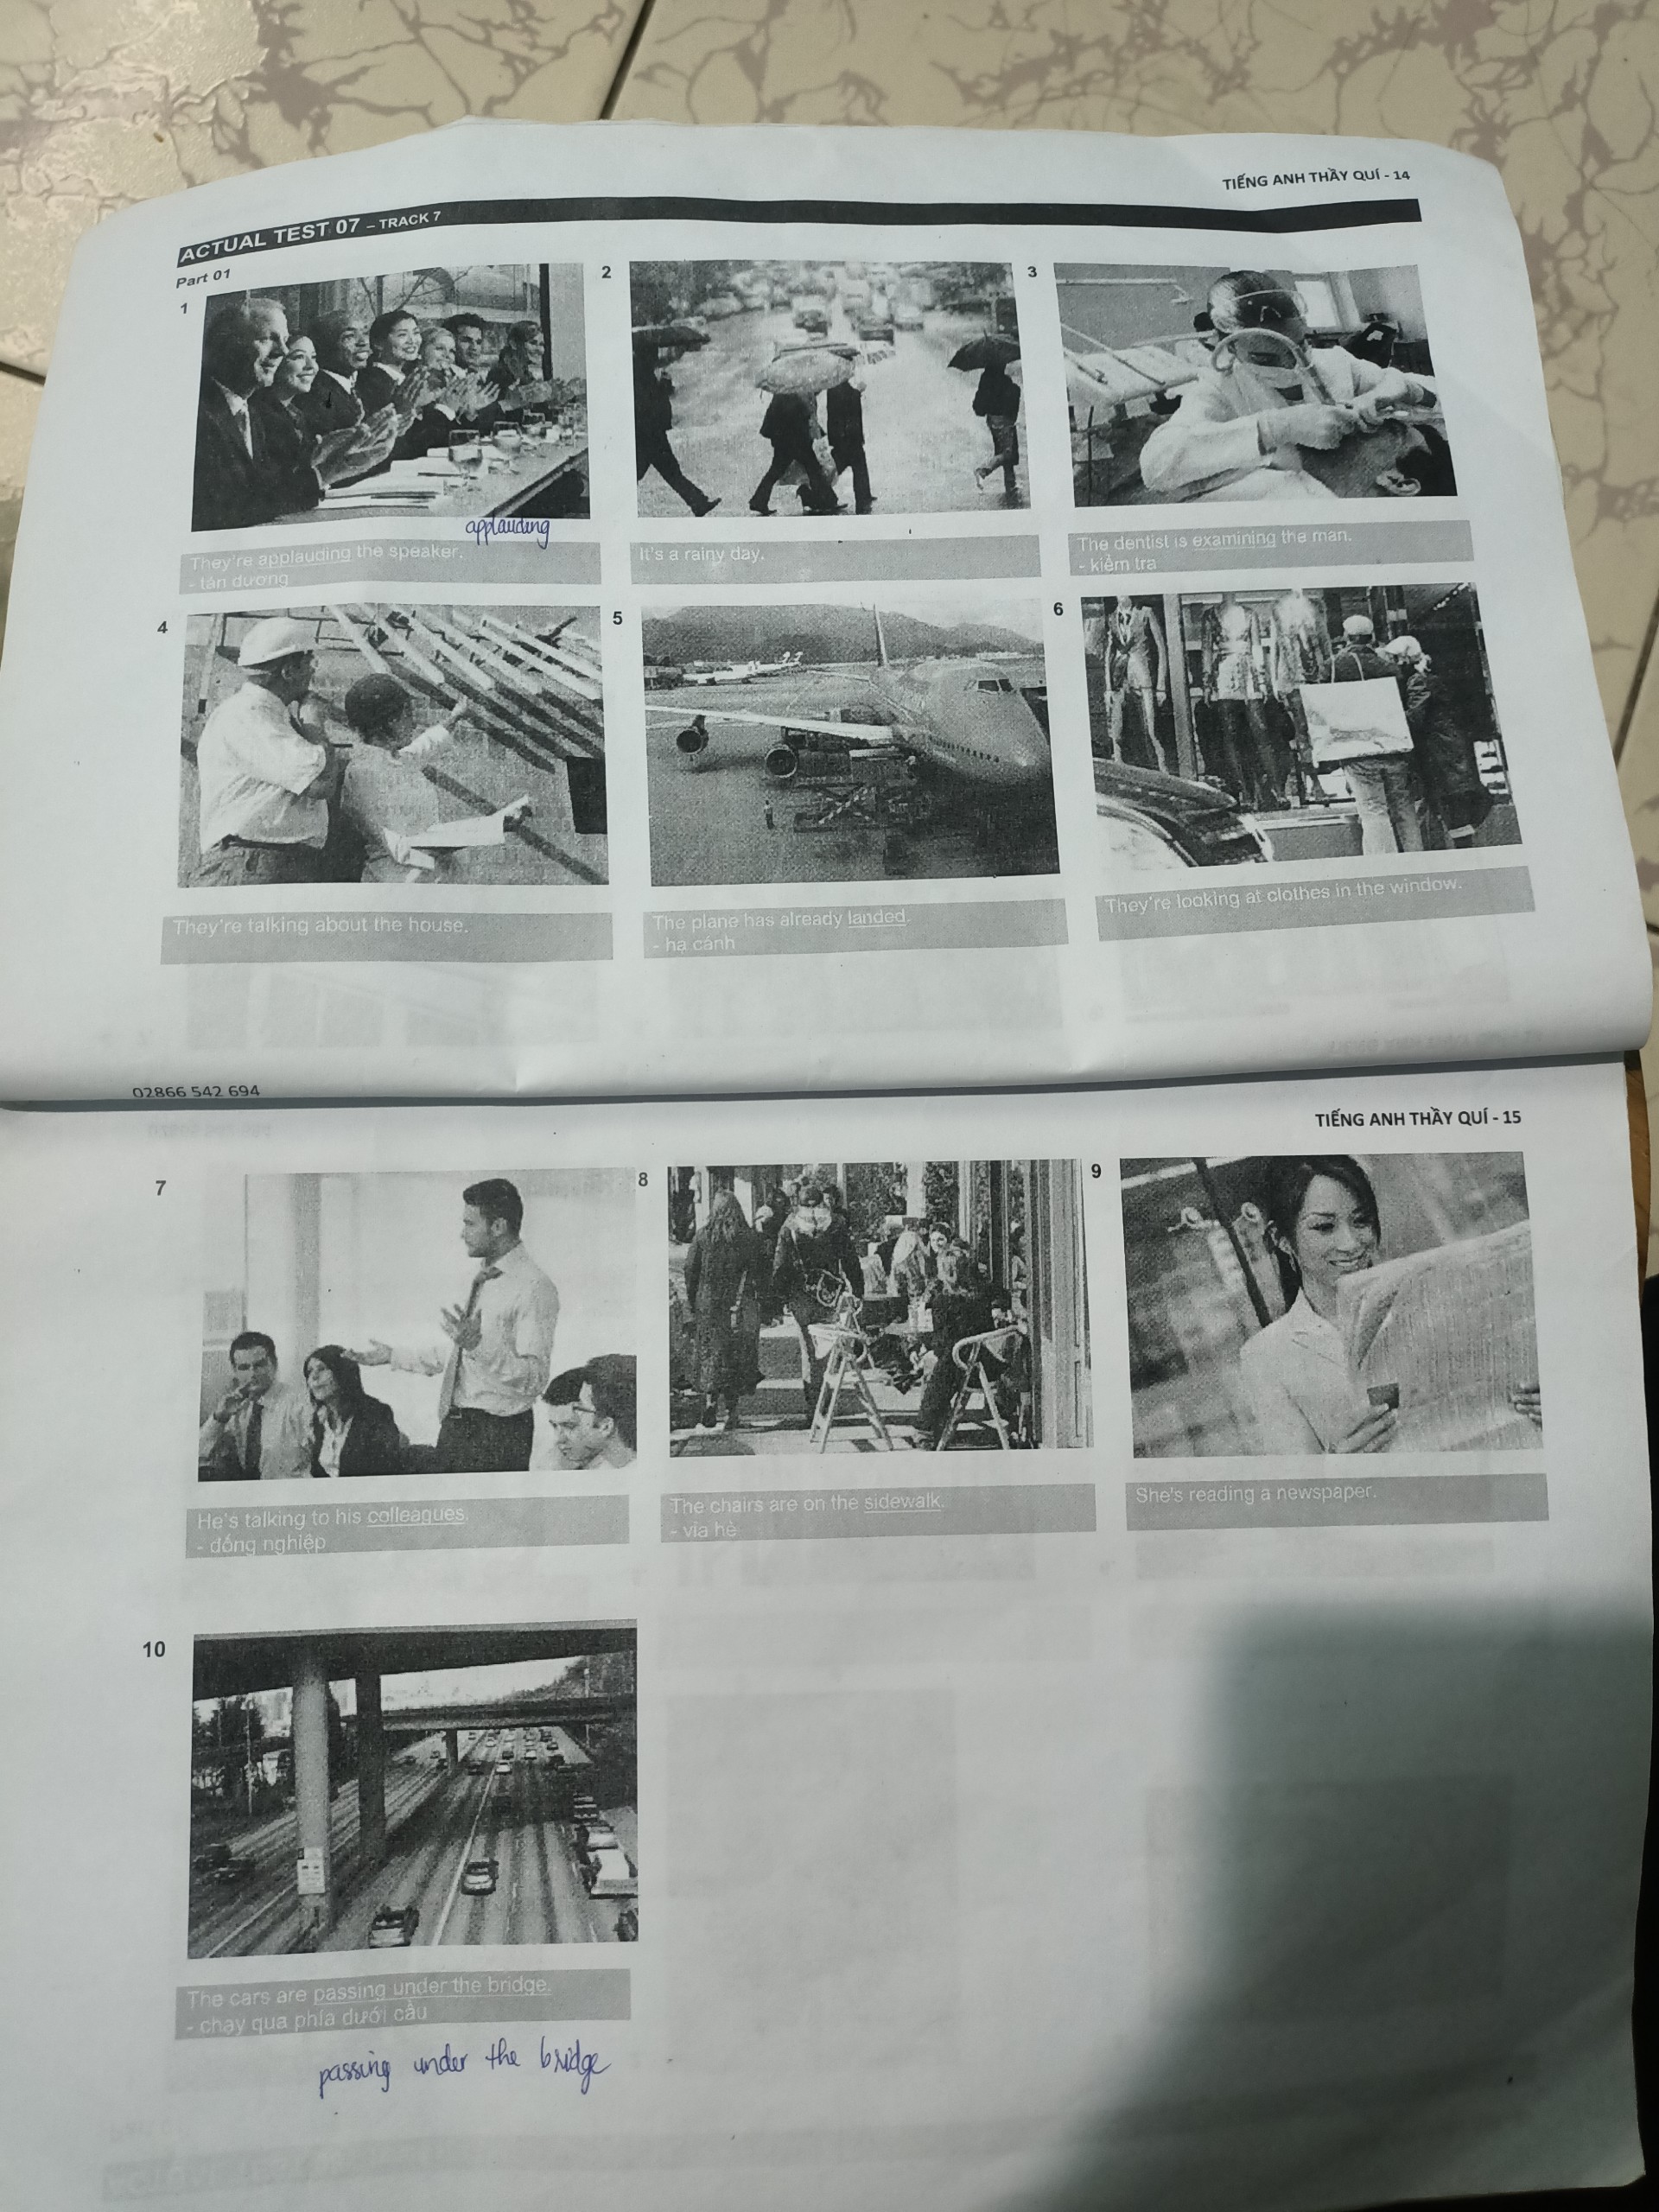 TIẾNG ANH THẦY QUÍ - 14
ACTUAL TEST 07 – TRACK 7
Part 01
1
2
3
applauding
They're applauding the speaker.
- tán dương
It's a rainy day.
The dentist is examining the man.
- kiểm tra
4
5
6
They're talking about the house.
The plane has already landed.
- hạ cánh
They're looking at clothes in the window.
02866 542 694
TIẾNG ANH THẦY QUÍ - 15
7
8
9
He's talking to his colleagues.
- đồng nghiệp
The chairs are on the sidewalk.
- vỉa hè
She's reading a newspaper.
10
The cars are passing under the bridge.
- chạy qua phía dưới cầu
passing under the bridge